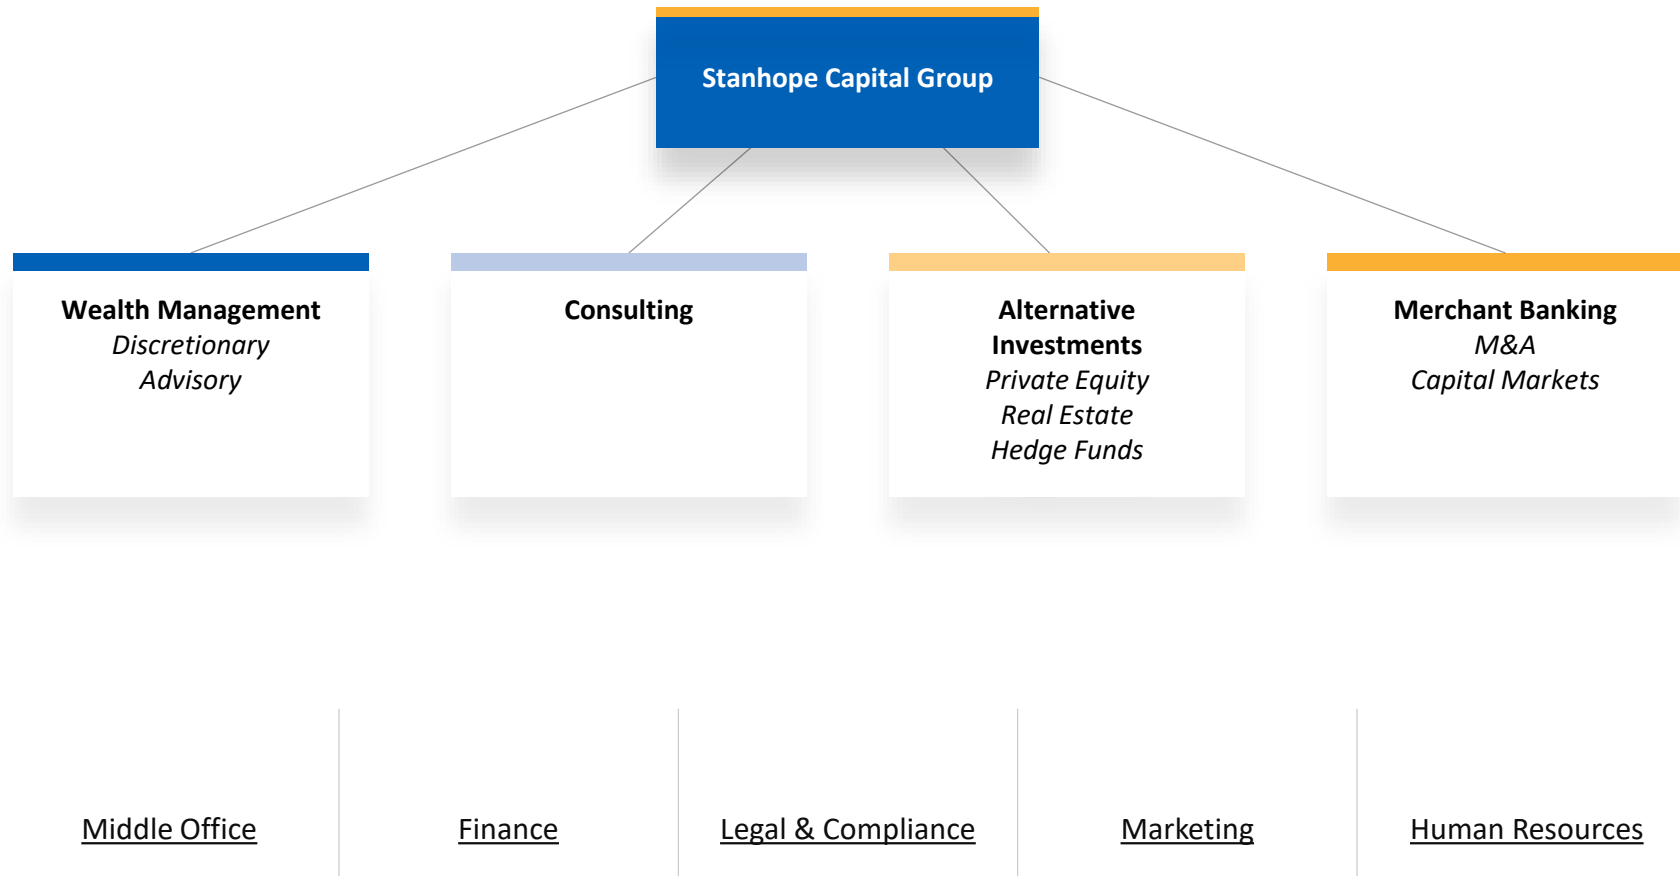 Stanhope Capital Group
Wealth Management
Discretionary
Advisory
Consulting
Alternative
Investments
Private Equity
Real Estate
Hedge Funds
Merchant Banking
M&A
Capital Markets
Middle Office
Finance
Legal & Compliance
Marketing
Human Resources